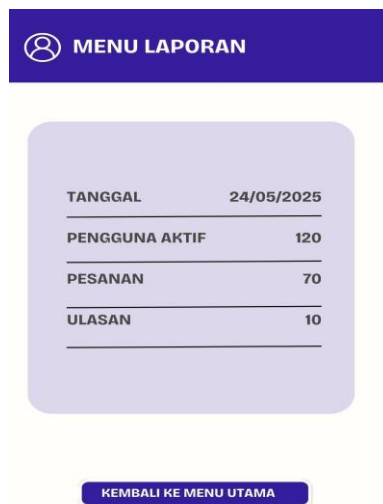 MENU LAPORAN
TANGGAL 24/05/2025
PENGGUNA AKTIF 120
PESANAN 70
ULASAN 10
KEMBALI KE MENU UTAMA